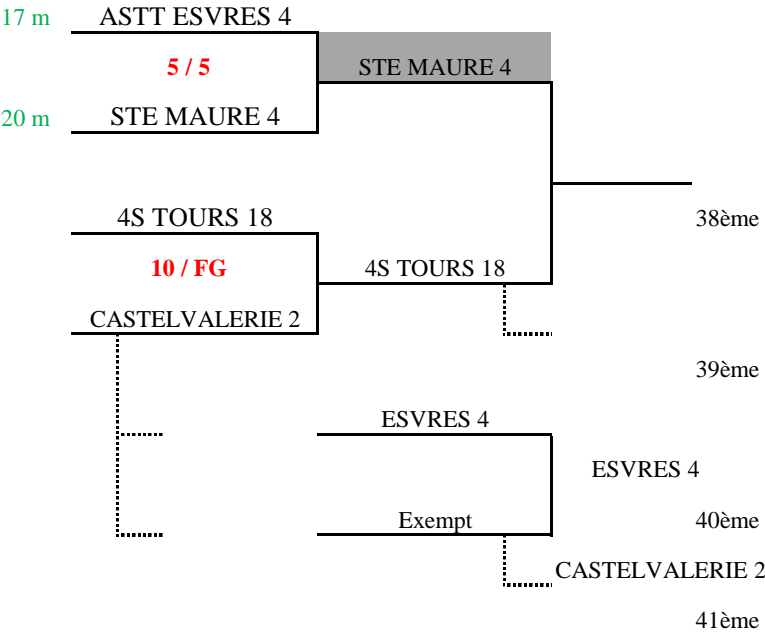 17 m ASTT ESVRES 4
5 / 5 STE MAURE 4
20 m STE MAURE 4
4S TOURS 18 38ème
10 / FG 4S TOURS 18
CASTELVALERIE 2
39ème
ESVRES 4
ESVRES 4
Exempt 40ème
CASTELVALERIE 2
41ème